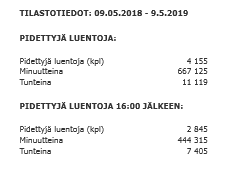 TILASTOTIEDOT: 09.05.2018 - 9.5.2019
PIDETTYJÄ LUENTOJA:
Pidettyjä luentoja (kpl) 4 155
Minuutteina 667 125
Tunteina 11 119
PIDETTYJÄ LUENTOJA 16:00 JÄLKEEN:
Pidettyjä luentoja (kpl) 2 845
Minuutteina 444 315
Tunteina 7 405